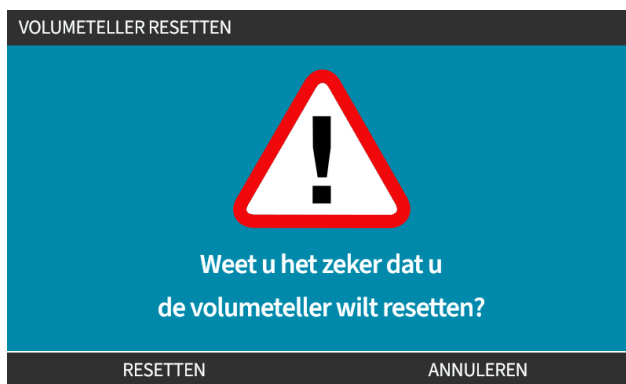 VOLUMETELLER RESETTEN
!
Weet u het zeker dat u
de volumeteller wilt resetten?
RESETTEN ANNULEREN